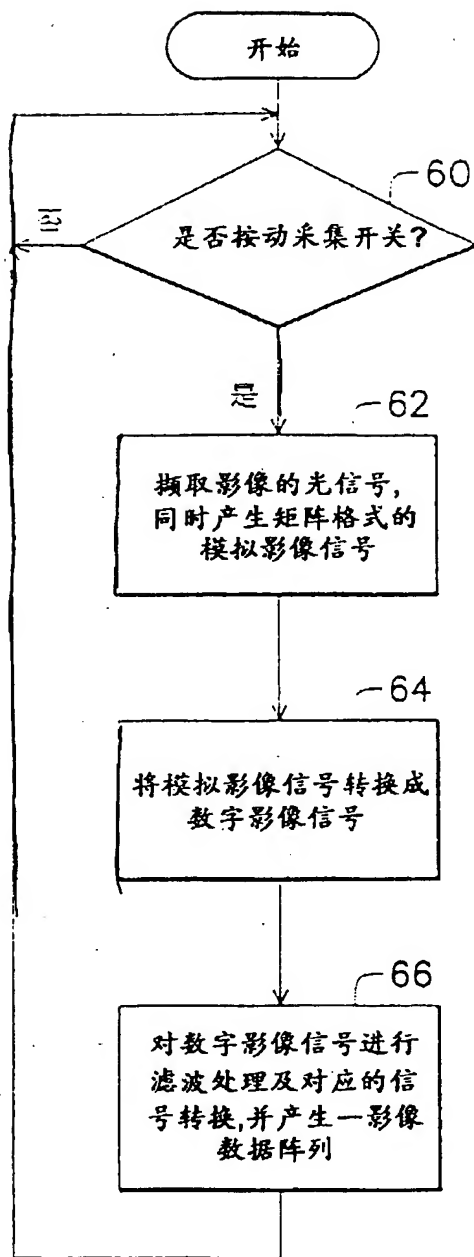 开始
60
是否按动采集开关?
是
62
撷取影像的光信号,
同时产生矩阵格式的
模拟影像信号
64
将模拟影像信号转换成
数字影像信号
66
对数字影像信号进行
滤波处理及对应的信
号转换,并产生一影像
数据阵列